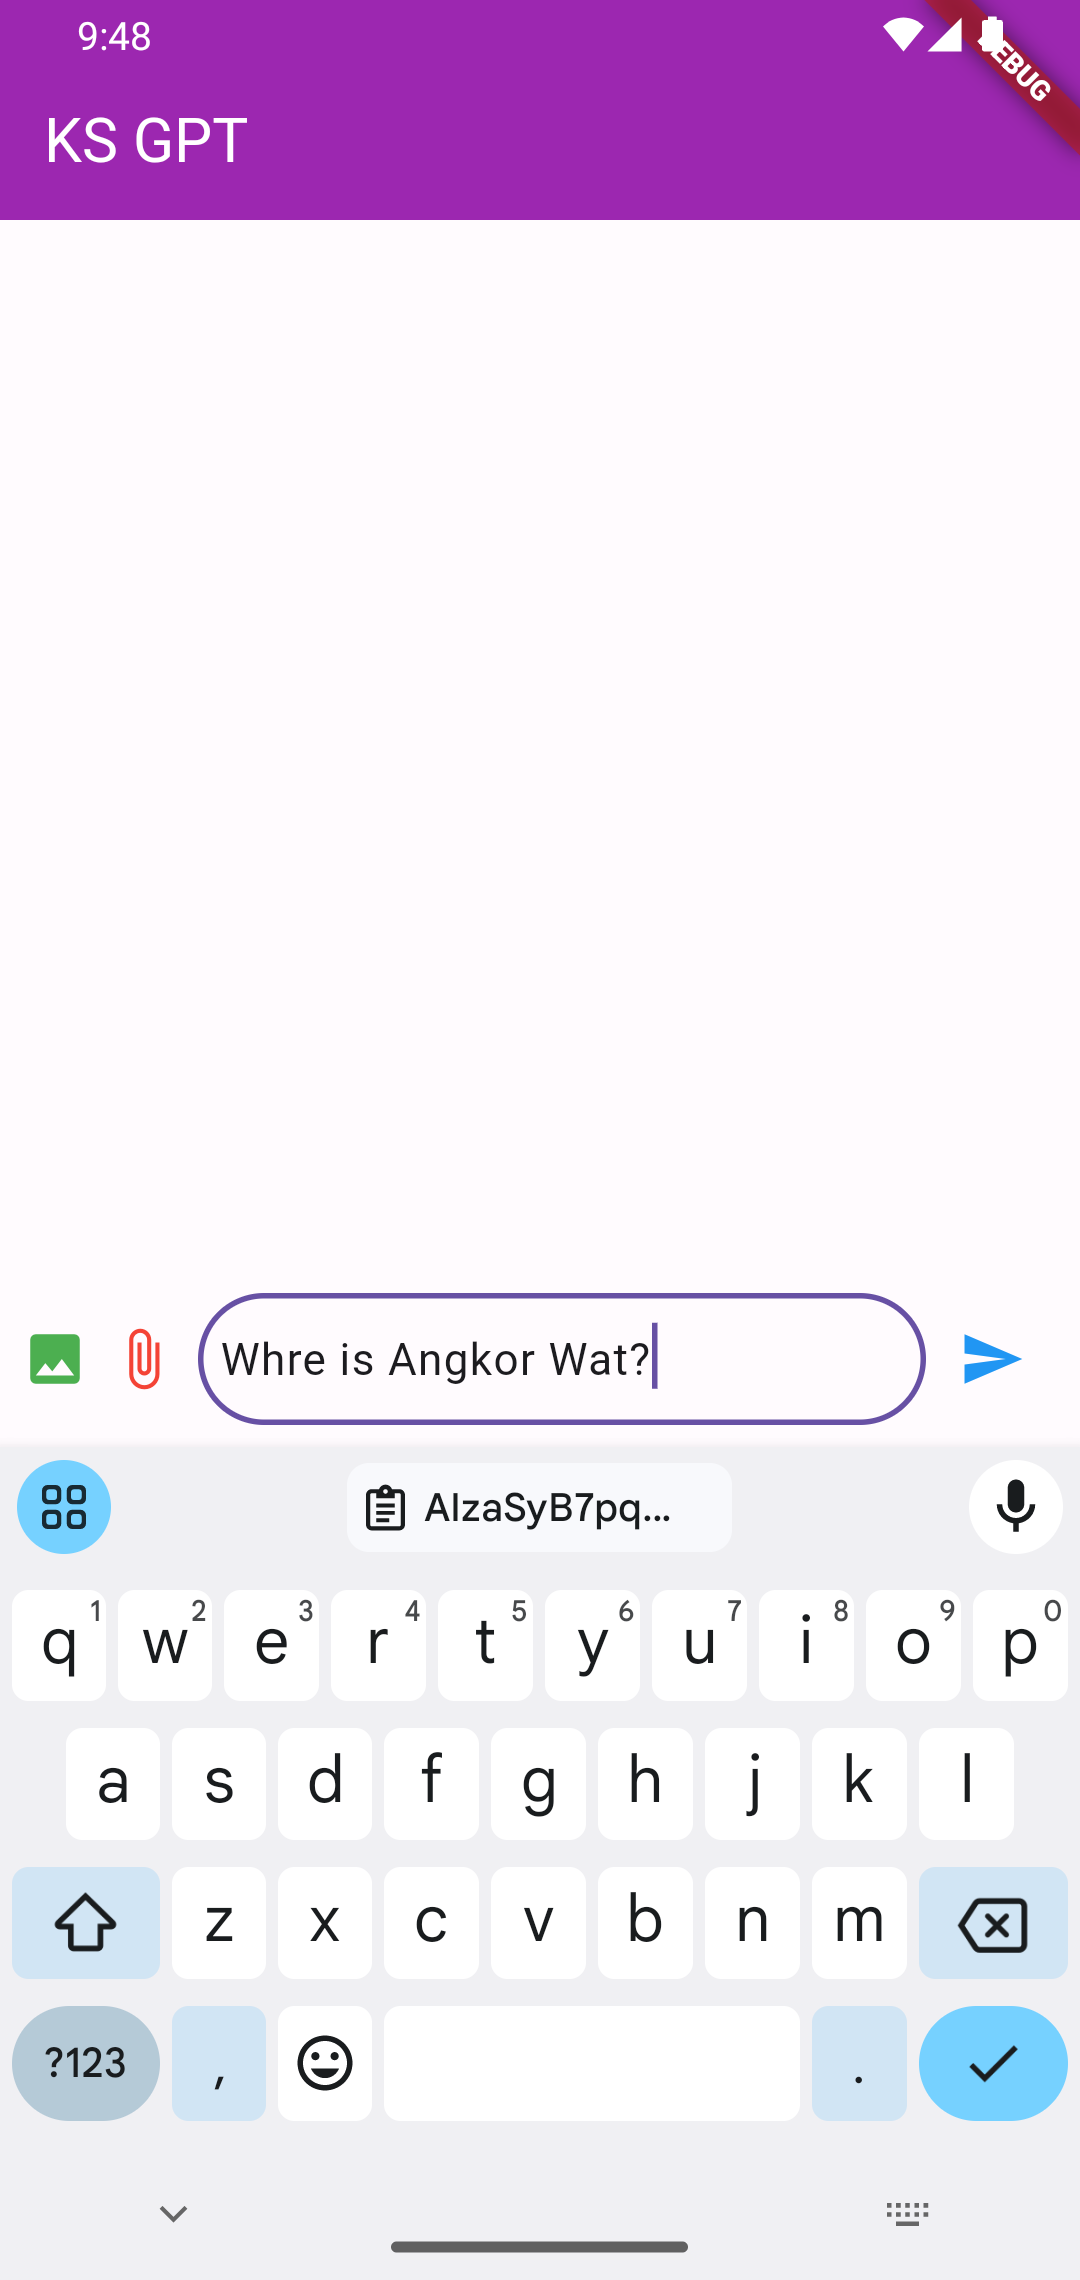 9:48
DEBUG
KS GPT
Whre is Angkor Wat?
AIzaSyB7pq...
q 1 w 2 e 3 r 4 t 5 y 6 u 7 i 8 o 9 p 0
a s d f g h j k l
z x c v b n m
?123 , .